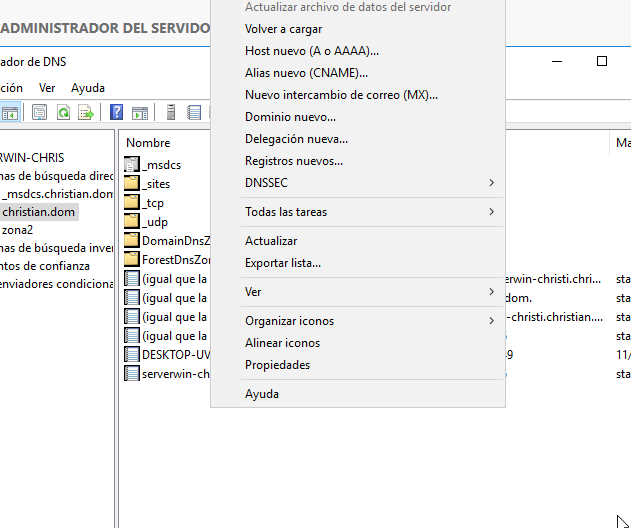 Actualizar archivo de datos del servidor
ADMINISTRADOR DEL SERVIDO
Volver a cargar
Host nuevo (A o AAAA)...
ador de DNS
Alias nuevo (CNAME)...
ción Ver Ayuda
Nuevo intercambio de correo (MX)...
Dominio nuevo...
Delegación nueva...
Registros nuevos...
DNSSEC
Todas las tareas
Actualizar
Exportar lista...
Ver
Organizar iconos
Alinear iconos
Propiedades
Ayuda
RWIN-CHRIS
nas de búsqueda direc
_msdcs.christian.dom
christian.dom
zona2
nas de búsqueda inver
ntos de confianza
enviadores condiciona
Nombre
Ma
_msdcs
_sites
_tcp
_udp
DomainDnsZ
ForestDnsZor
(igual que la
erwin-christi.chri...
sta
(igual que la
dom.
sta
(igual que la
-christi.christian....
sta
(igual que la
sta
DESKTOP-UV
49
11/
serverwin-ch
sta